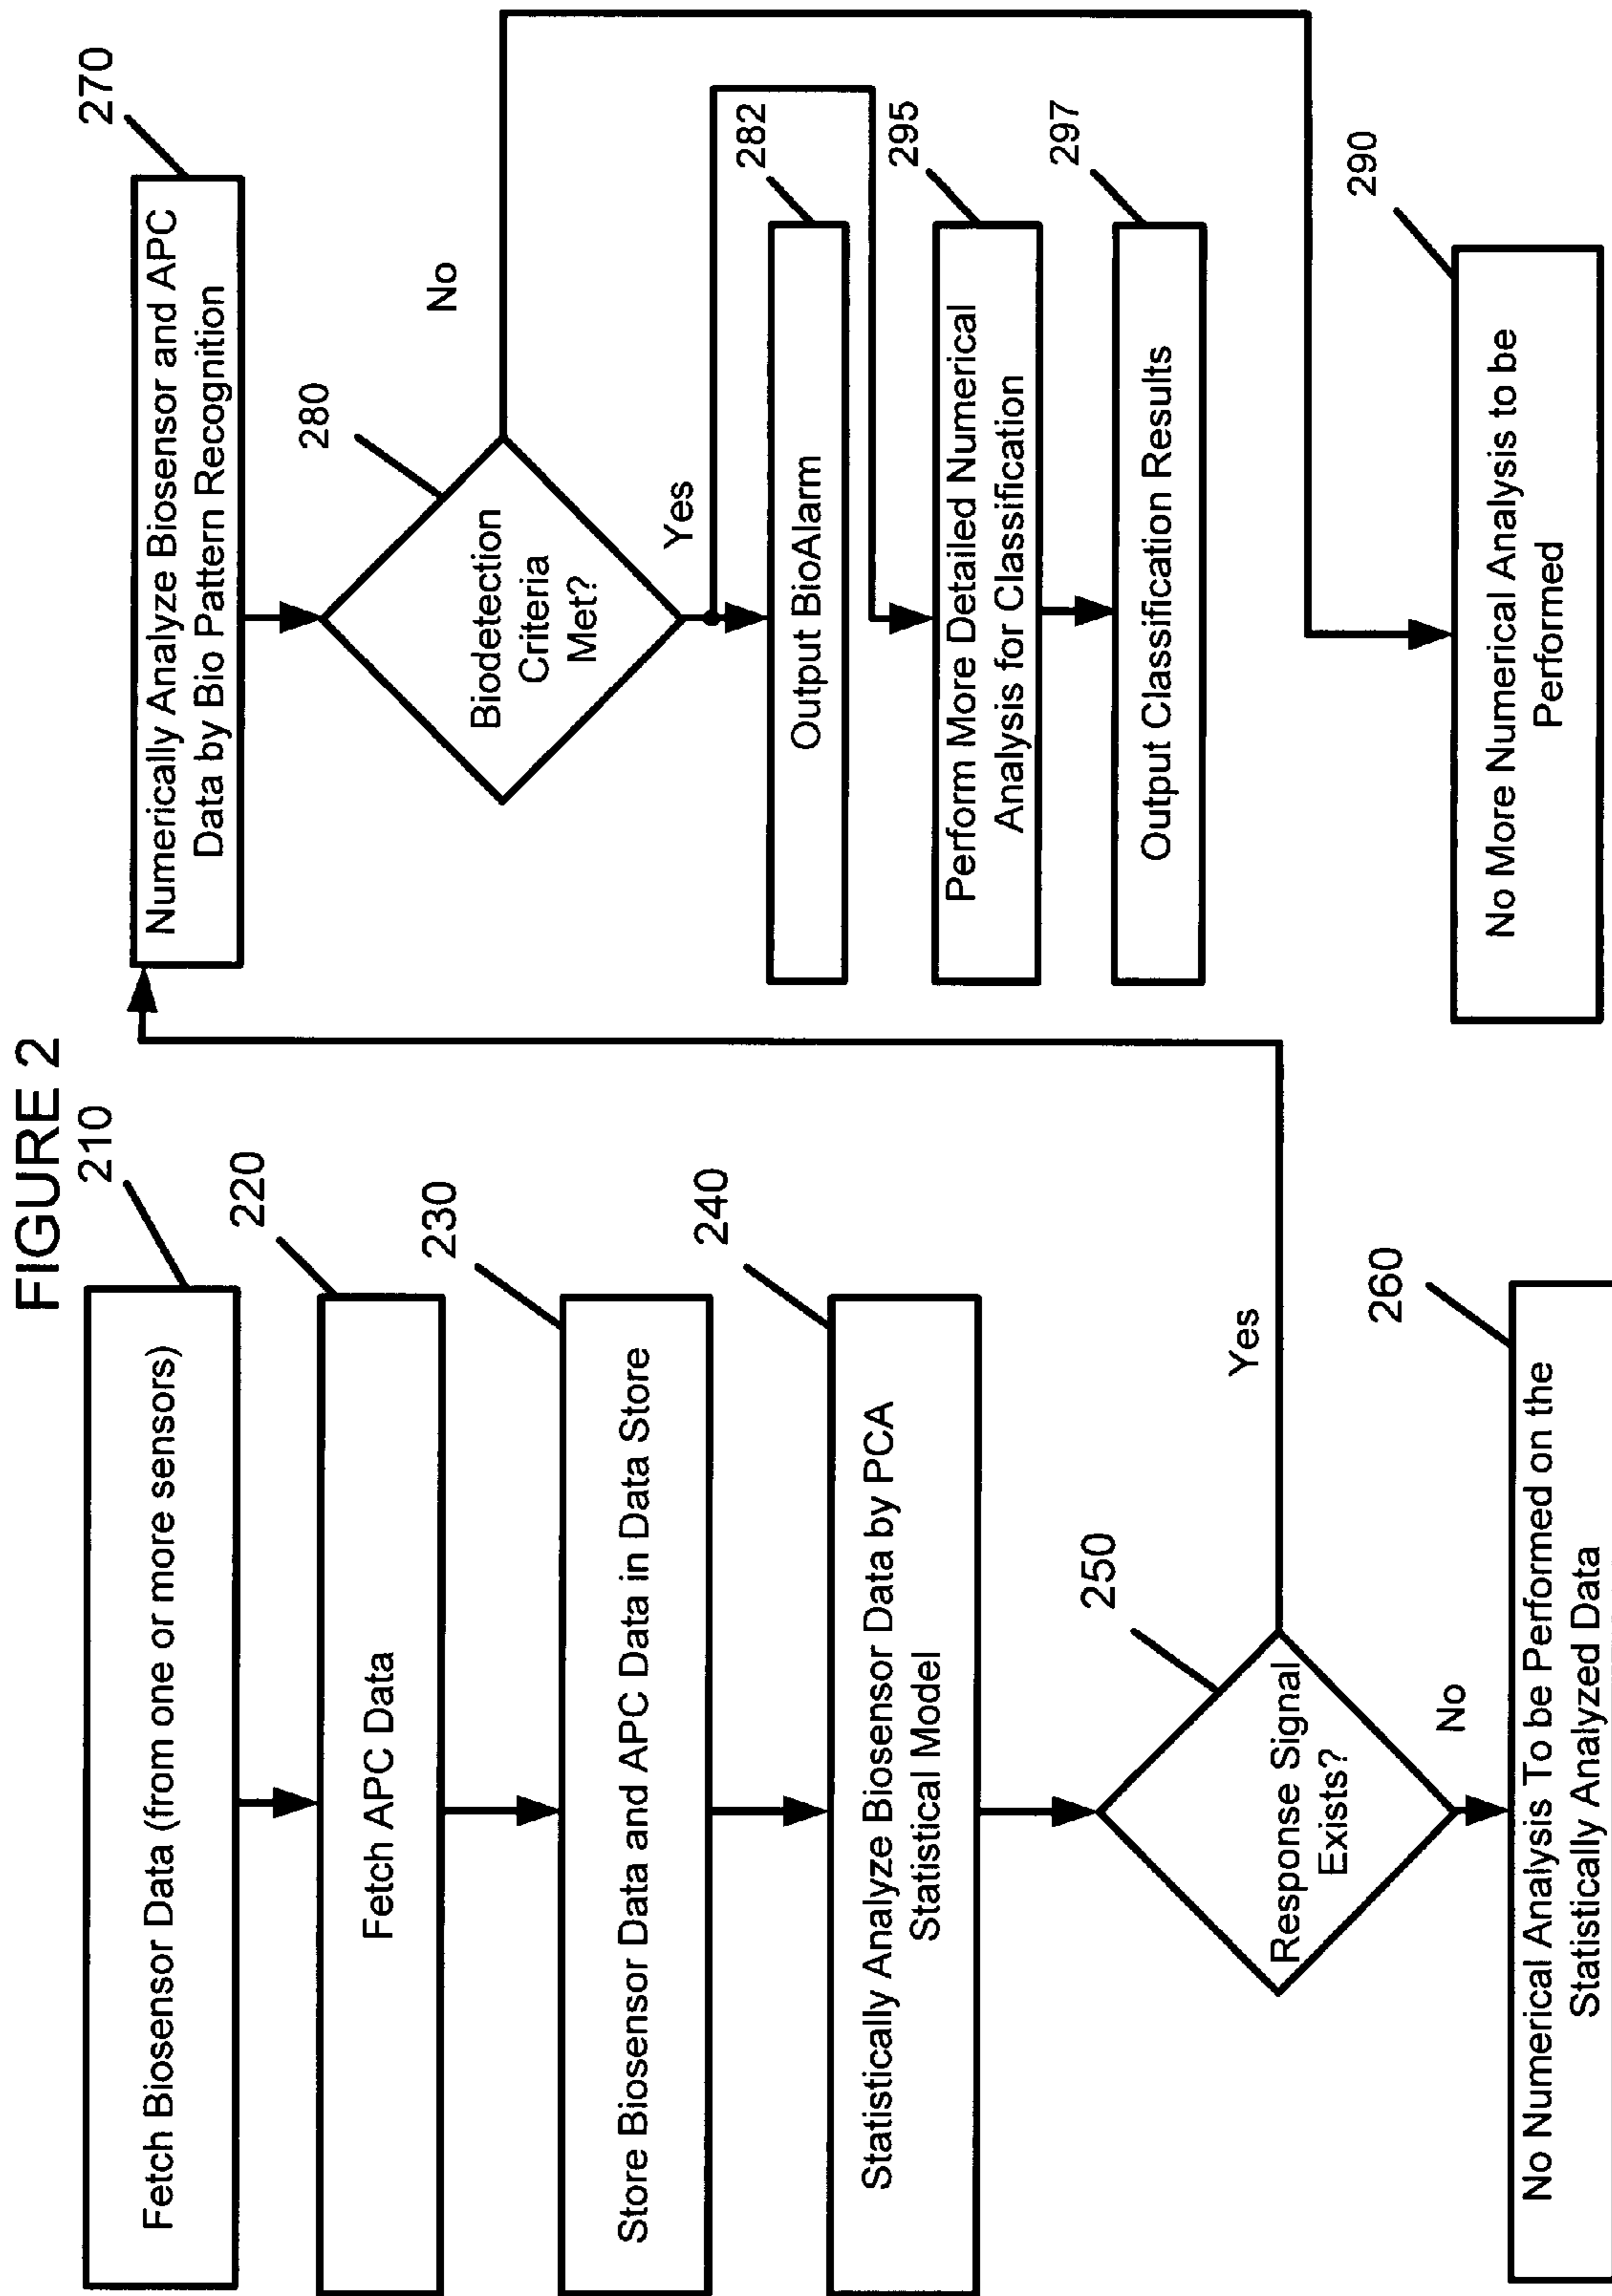 FIGURE 2
210
Fetch Biosensor Data (from one or more sensors)
220
Fetch APC Data
230
Store Biosensor Data and APC Data in Data Store
240
Statistically Analyze Biosensor Data by PCA
Statistical Model
250
Response Signal
Exists?
Yes
No
260
No Numerical Analysis To be Performed on the
Statistically Analyzed Data
270
Numerically Analyze Biosensor and APC
Data by Bio Pattern Recognition
280
Biodetection
Criteria
Met?
No
Yes
282
Output BioAlarm
295
Perform More Detailed Numerical
Analysis for Classification
297
Output Classification Results
290
No More Numerical Analysis to be
Performed